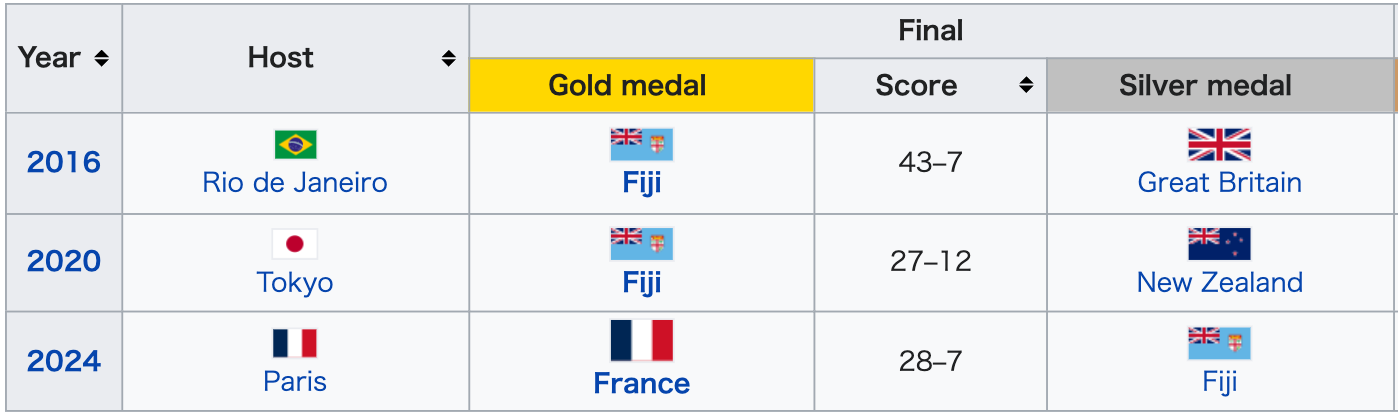 Year
Host
Final
Gold medal
Score
Silver medal
2016
Rio de Janeiro
Fiji
43–7
Great Britain
2020
Tokyo
Fiji
27–12
New Zealand
2024
Paris
France
28–7
Fiji